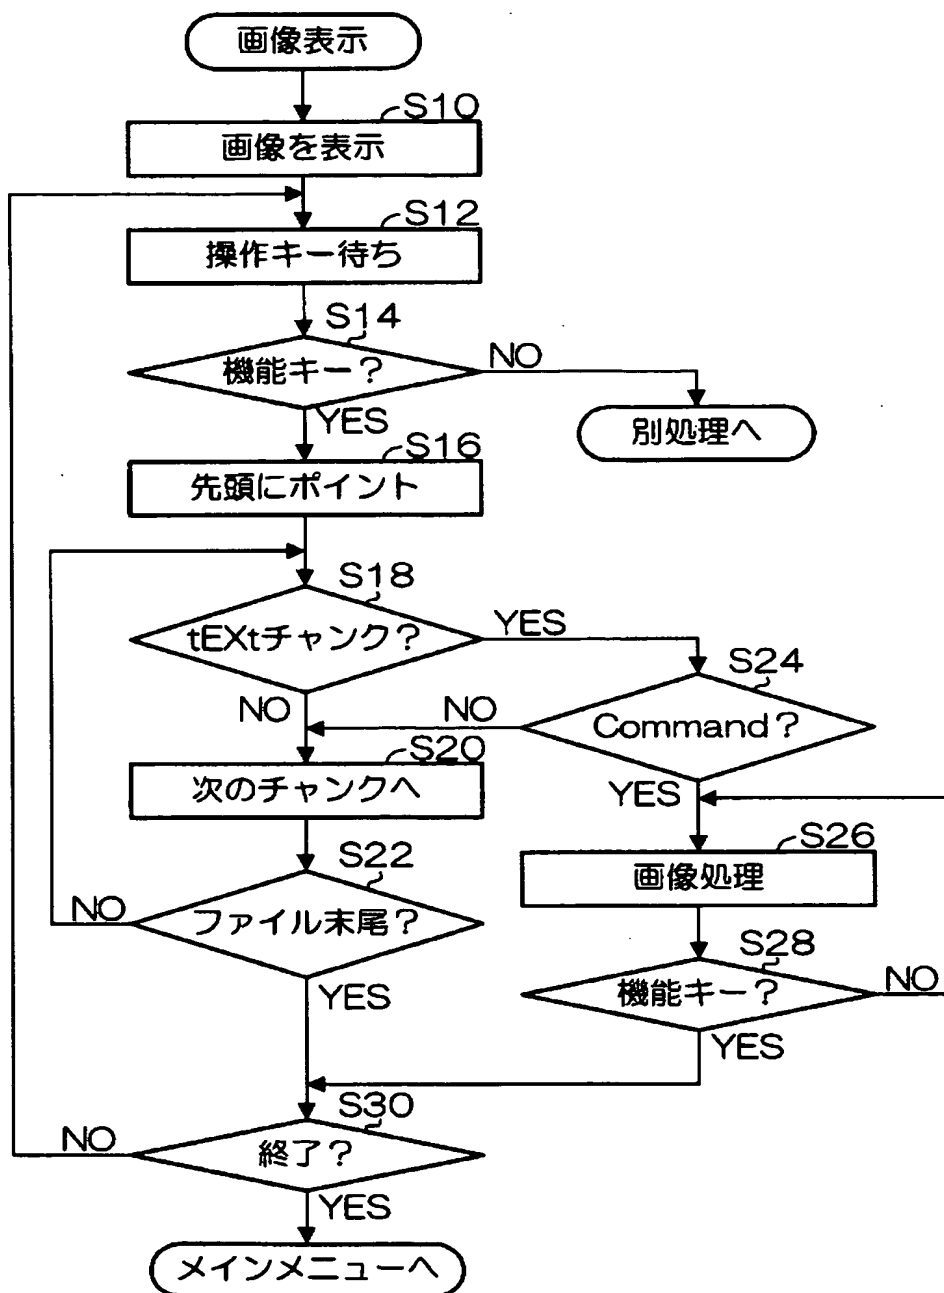 画像表示
S10
画像を表示
S12
操作キー待ち
S14
機能キー?
NO
YES
別処理へ
S16
先頭にポイント
S18
tEXtチャンク?
YES
S24
NO
NO
Command?
S20
次のチャンクへ
YES
S26
画像処理
S22
NO
ファイル末尾?
S28
機能キー?
NO
YES
YES
S30
NO
終了?
YES
メインメニューへ